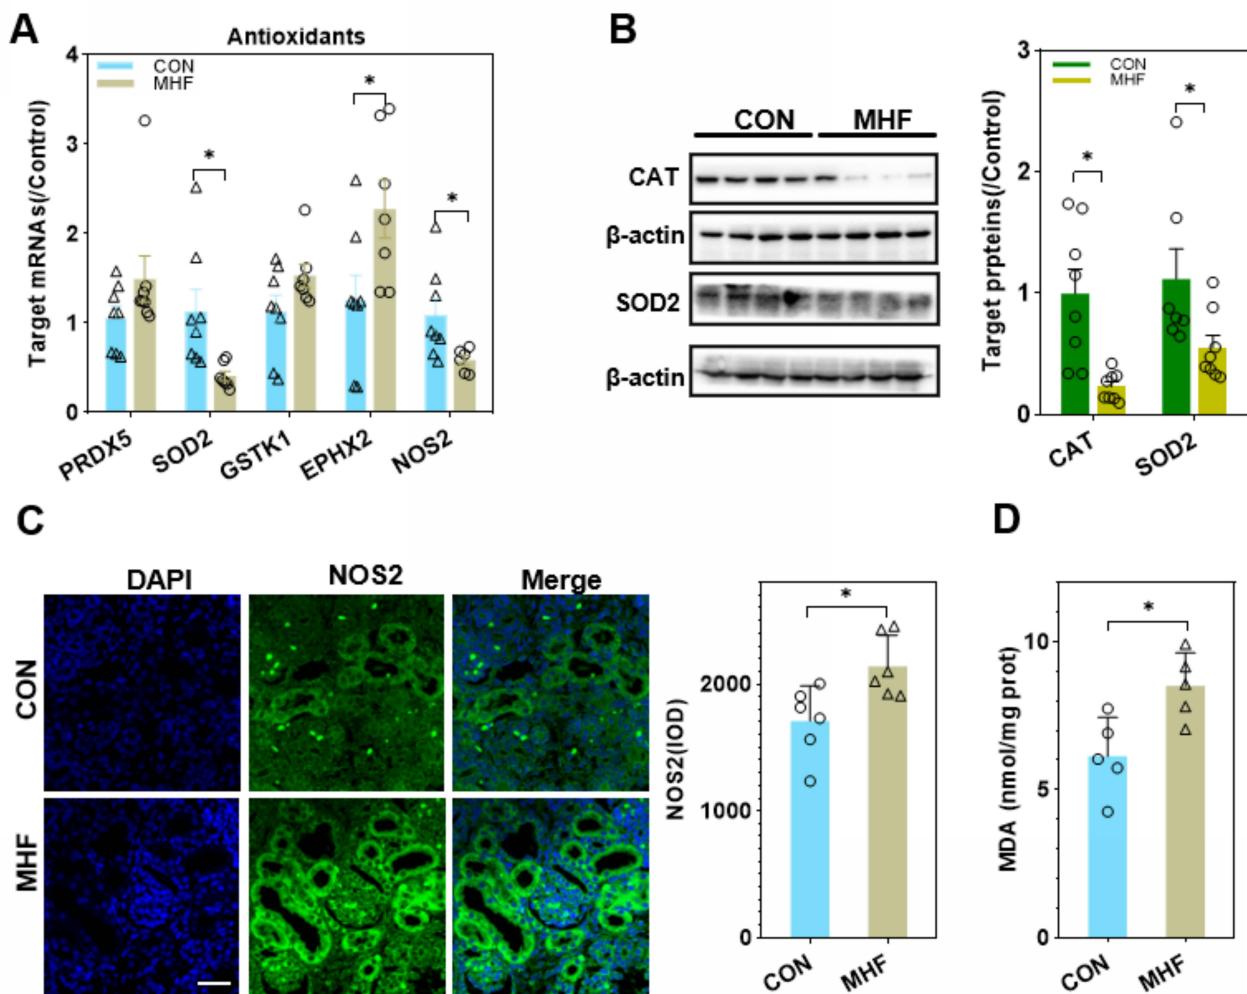 A
Antioxidants
CON
MHF
Target mRNAs(/Control)
4
3
2
1
0
*
*
*
PRDX5
SOD2
GSTK1
EPHX2
NOS2
B
CON
MHF
CAT
β-actin
SOD2
β-actin
CON
MHF
Target prpteins(/Control)
3
2
1
0
*
*
CAT
SOD2
C
DAPI
NOS2
Merge
CON
MHF
NOS2(IOD)
2000
1000
0
*
CON
MHF
D
MDA (nmol/mg prot)
10
5
0
*
CON
MHF